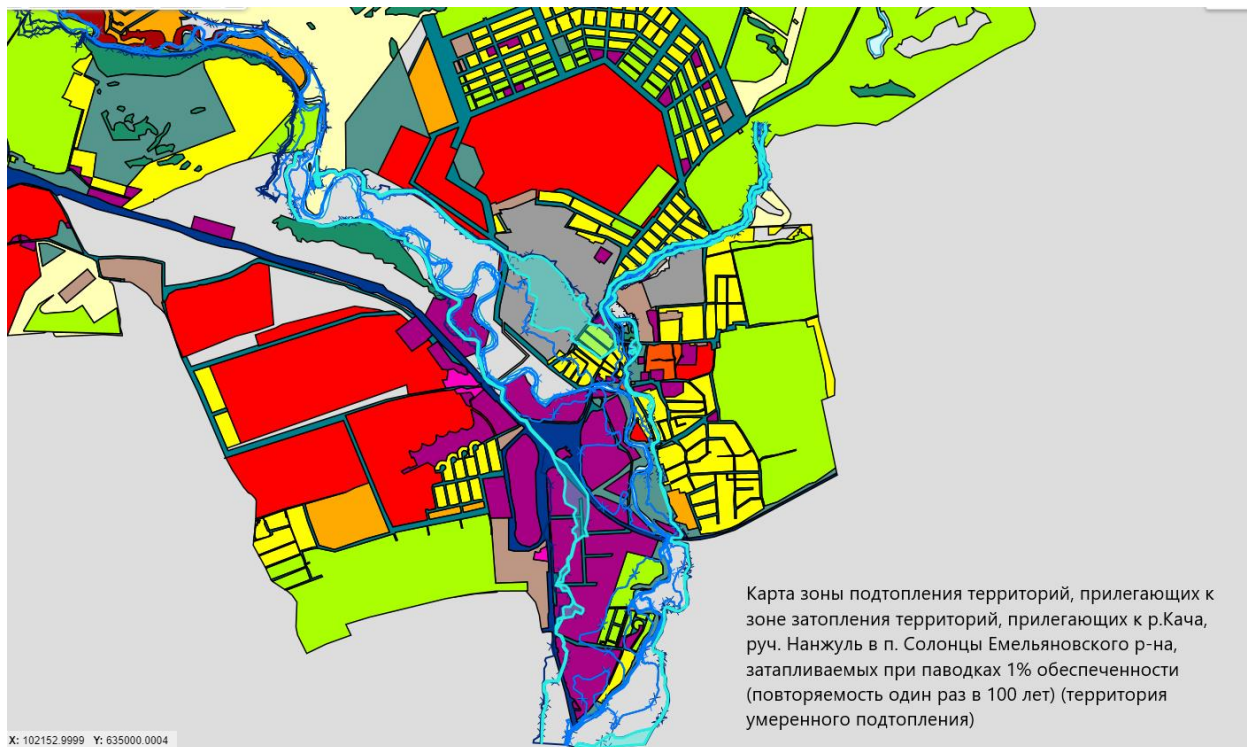 Карта зоны подтопления территорий, прилегающих к
зоне затопления территорий, прилегающих к р.Кача,
руч. Нанжуль в п. Солонцы Емельяновского р-на,
затапливаемых при паводках 1% обеспеченности
(повторяемость один раз в 100 лет) (территория
умеренного подтопления)
X: 102152.9999 Y: 635000.0004